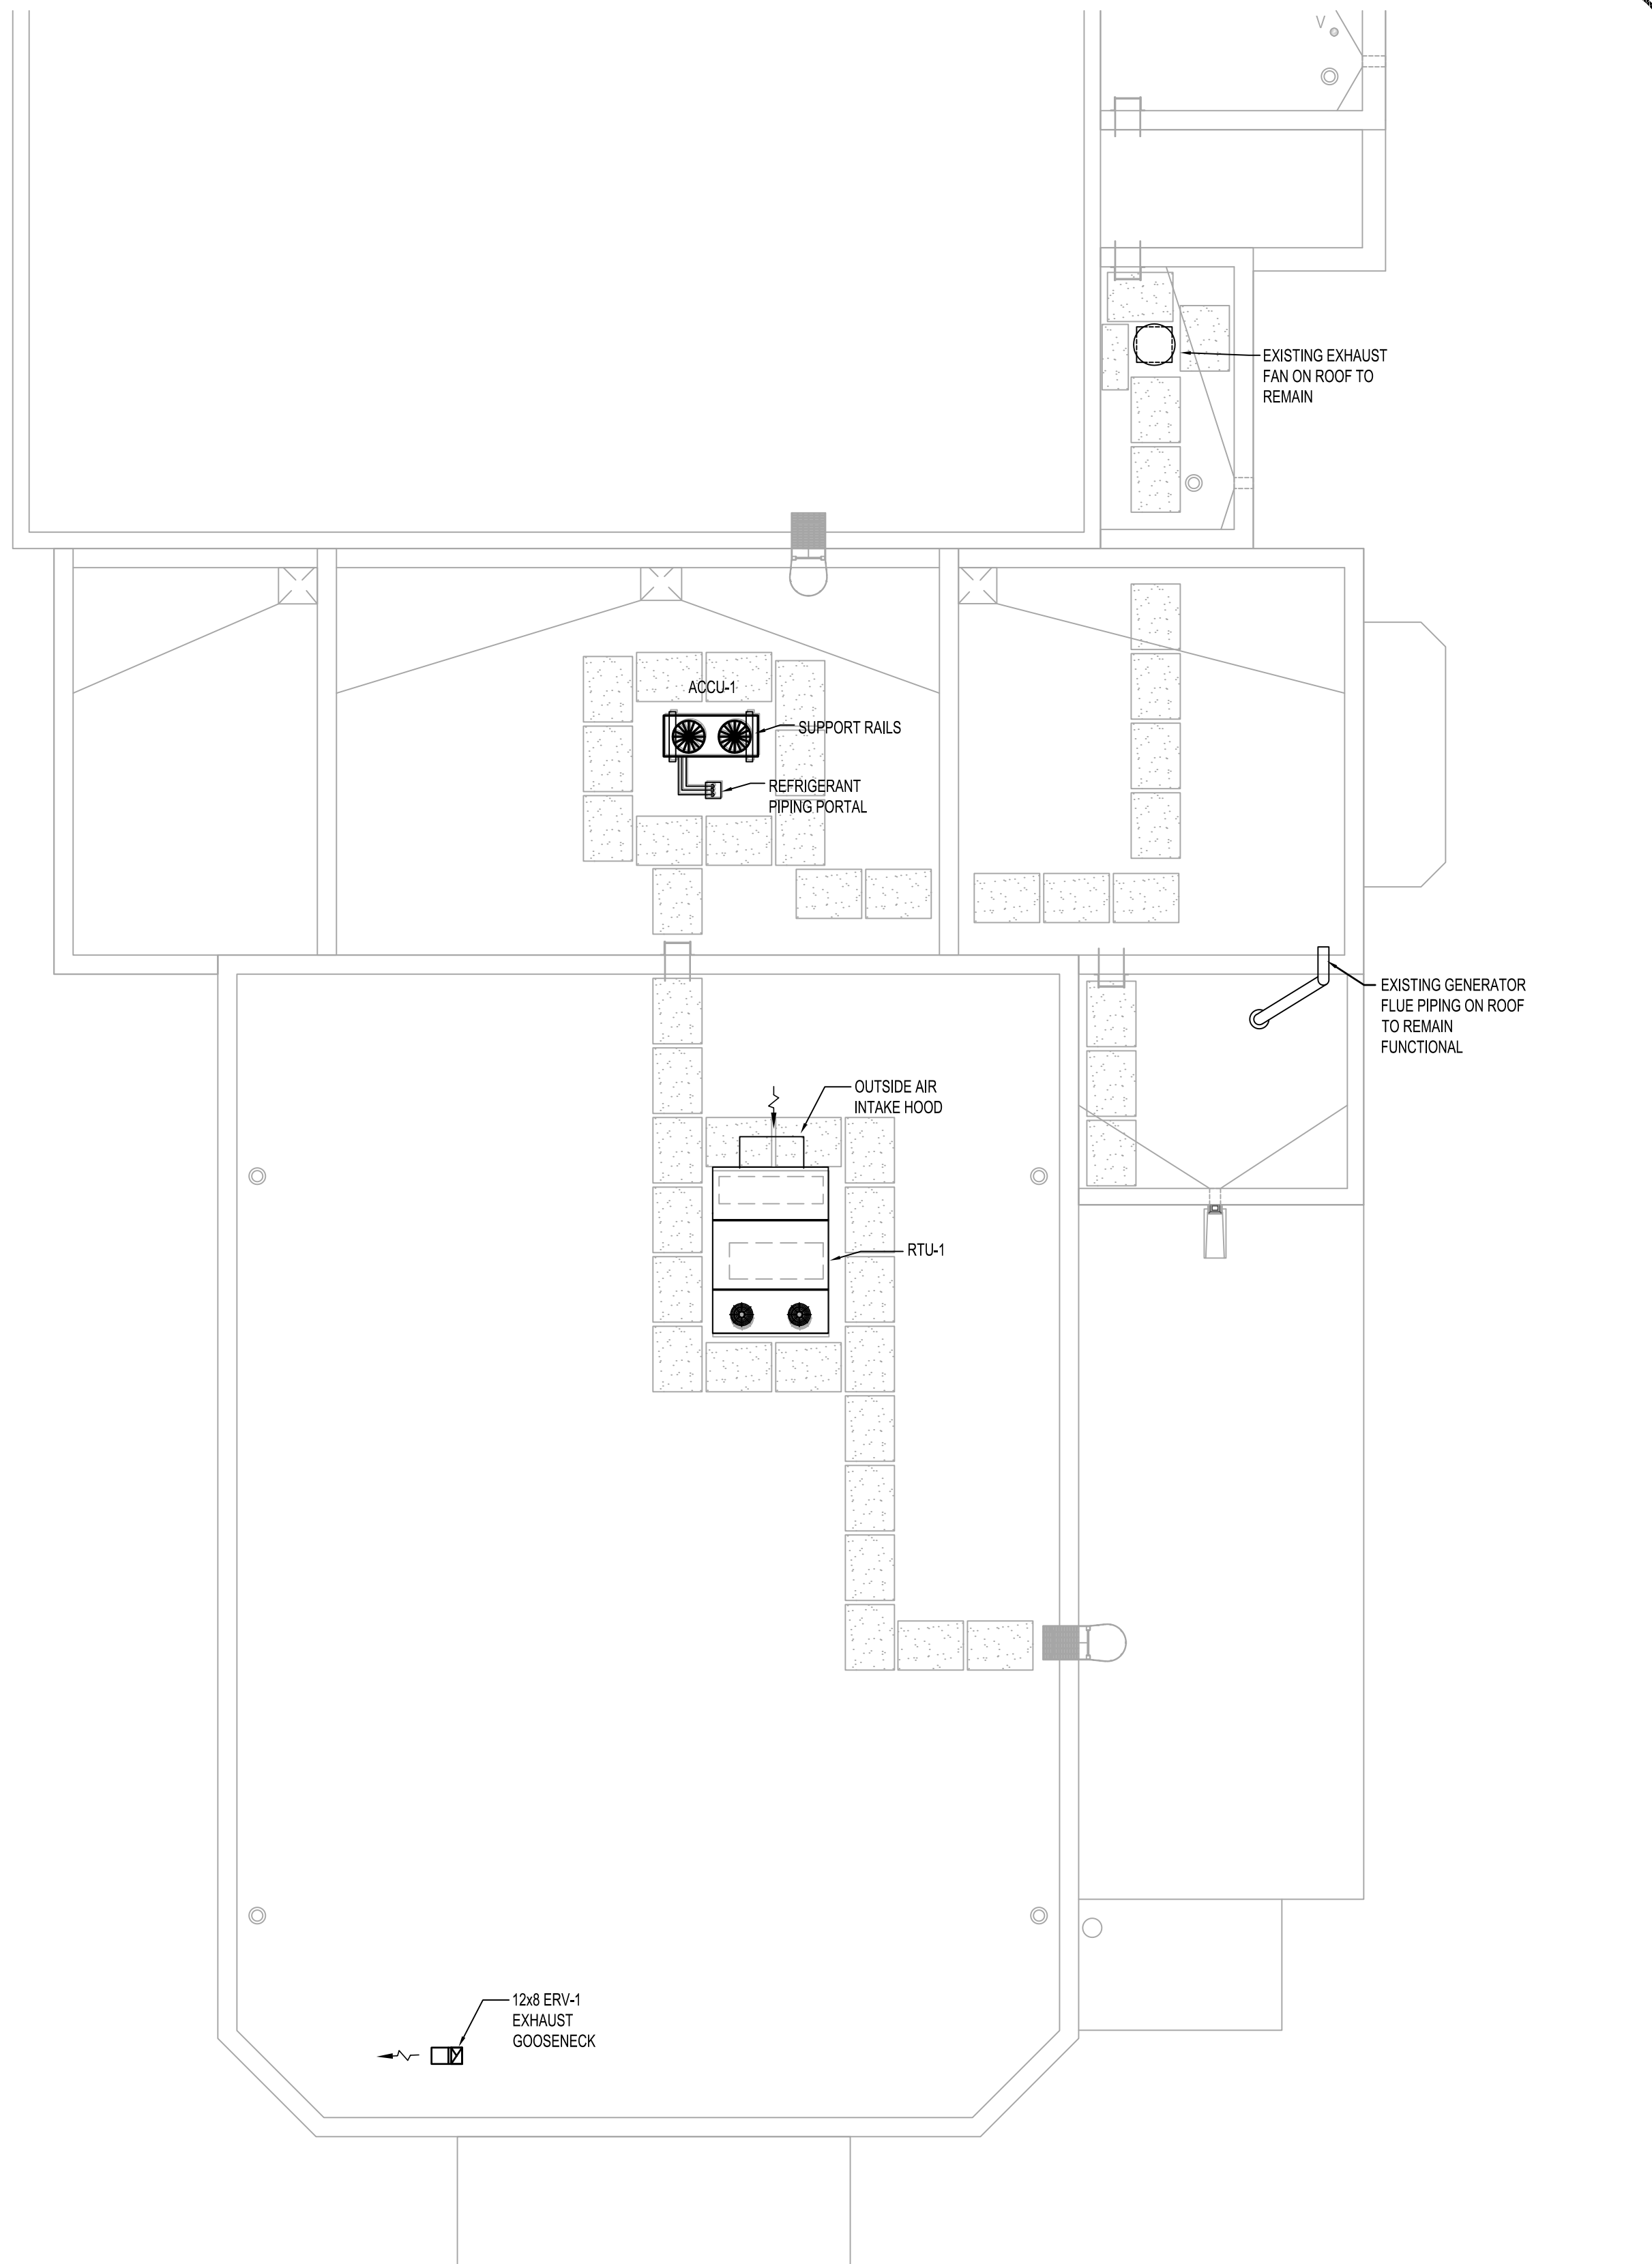 V
EXISTING EXHAUST
FAN ON ROOF TO
REMAIN
ACCU-1
SUPPORT RAILS
REFRIGERANT
PIPING PORTAL
EXISTING GENERATOR
FLUE PIPING ON ROOF
TO REMAIN
FUNCTIONAL
OUTSIDE AIR
INTAKE HOOD
RTU-1
12x8 ERV-1
EXHAUST
GOOSENECK